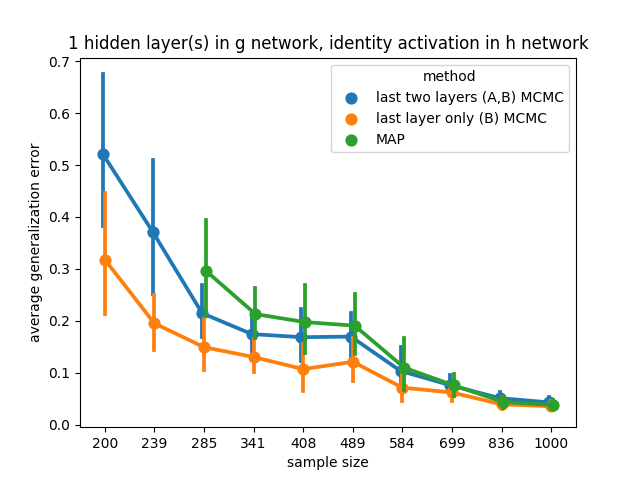 1 hidden layer(s) in g network, identity activation in h network
method
last two layers (A,B) MCMC
last layer only (B) MCMC
MAP
average generalization error
0.7
0.6
0.5
0.4
0.3
0.2
0.1
0.0
200 239 285 341 408 489 584 699 836 1000
sample size